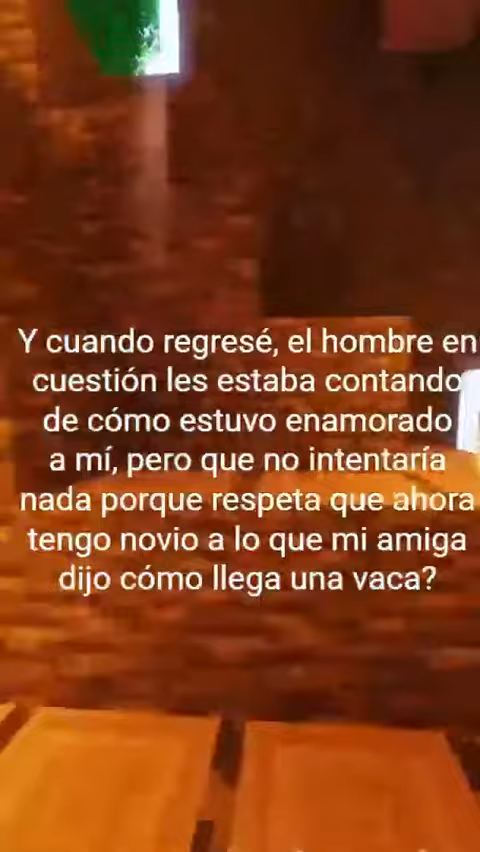 Y cuando regresé, el hombre en
cuestión les estaba contando
de cómo estuvo enamorado
a mí, pero que no intentaría
nada porque respeta que ahora
tengo novio a lo que mi amiga
dijo cómo llega una vaca?